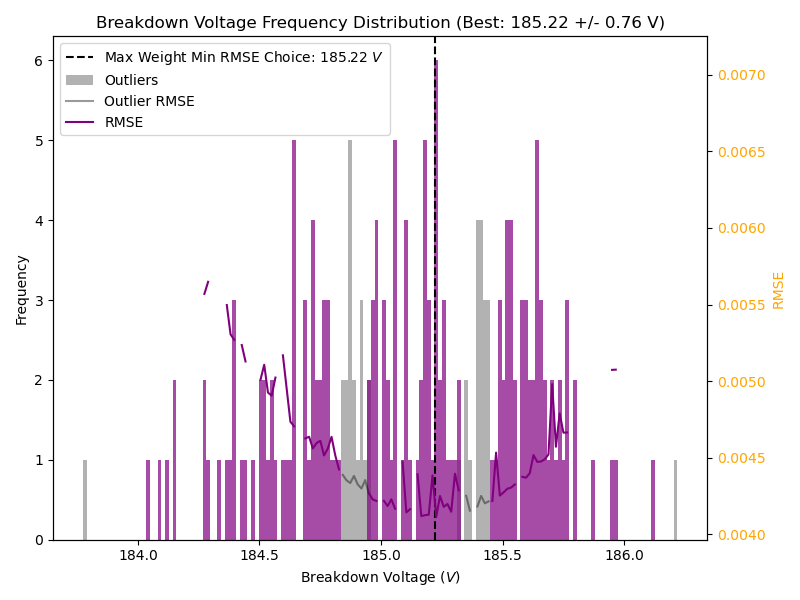 Breakdown Voltage Frequency Distribution (Best: 185.22 +/- 0.76 V)
Max Weight Min RMSE Choice: 185.22 V
Outliers
Outlier RMSE
RMSE
Frequency
6
5
4
3
2
1
0
184.0
184.5
185.0
185.5
186.0
Breakdown Voltage (V)
0.0070
0.0065
0.0060
0.0055
0.0050
0.0045
0.0040
RMSE